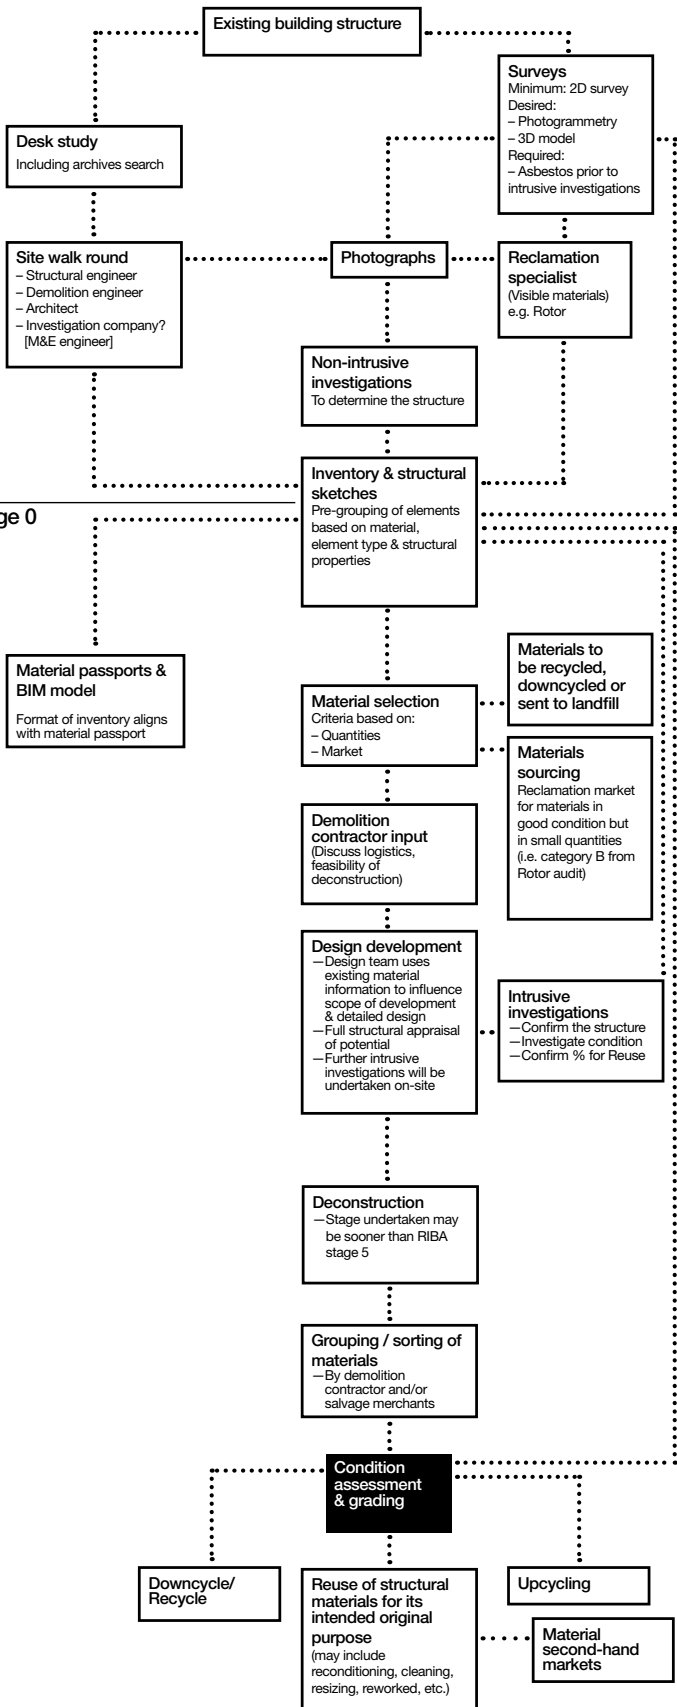 Existing building structure
Surveys
Minimum: 2D survey
Desired:
– Photogrammetry
– 3D model
Required:
– Asbestos prior to
intrusive investigations
Desk study
Including archives search
Site walk round
– Structural engineer
– Demolition engineer
– Architect
– Investigation company?
[M&E engineer]
Photographs
Reclamation
specialist
(Visible materials)
e.g. Rotor
Non-intrusive
investigations
To determine the structure
Inventory & structural
sketches
Pre-grouping of elements
based on material,
element type & structural
properties
ge 0
Material passports &
BIM model
Format of inventory aligns
with material passport
Material selection
Criteria based on:
– Quantities
– Market
Materials to
be recycled,
downcycled or
sent to landfill
Materials
sourcing
Reclamation market
for materials in
good condition but
in small quantities
(i.e. category B from
Rotor audit)
Demolition
contractor input
(Discuss logistics,
feasibility of
deconstruction)
Design development
—Design team uses
existing material
information to influence
scope of development
& detailed design
—Full structural appraisal
of potential
—Further intrusive
investigations will be
undertaken on-site
Intrusive
investigations
—Confirm the structure
—Investigate condition
—Confirm % for Reuse
Deconstruction
—Stage undertaken may
be sooner than RIBA
stage 5
Grouping / sorting of
materials
—By demolition
contractor and/or
salvage merchants
Condition
assessment
& grading
Downcycle/
Recycle
Reuse of structural
materials for its
intended original
purpose
(may include
reconditioning, cleaning,
resizing, reworked, etc.)
Upcycling
Material
second-hand
markets